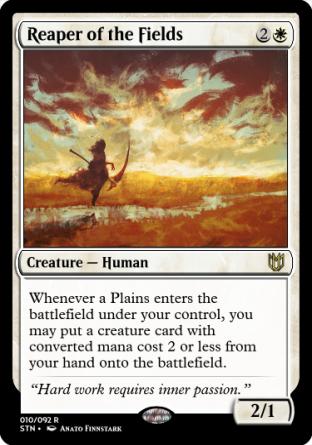 Reaper of the Fields 2
Creature — Human
Whenever a Plains enters the
battlefield under your control, you
may put a creature card with
converted mana cost 2 or less from
your hand onto the battlefield.
“Hard work requires inner passion.”
2/1
010/092 R
STN • Anato Finnstark